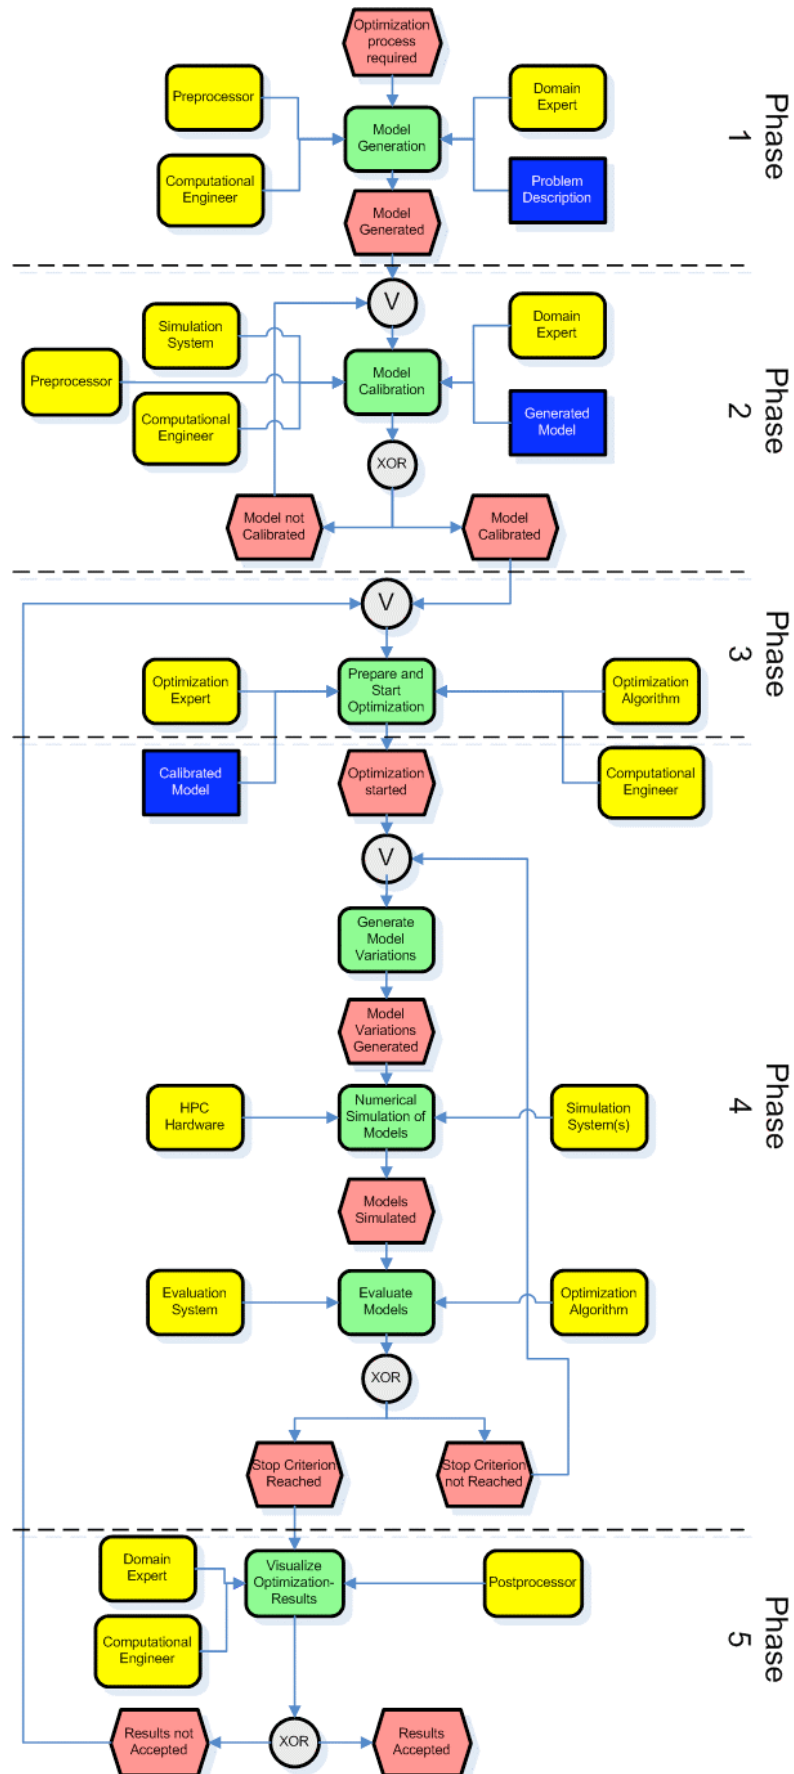 Optimization
process
required
Preprocessor
Domain
Expert
Phase
1
Model
Generation
Computational
Engineer
Problem
Description
Model
Generated
V
Simulation
System
Domain
Expert
Phase
2
Preprocessor
Model
Calibration
Computational
Engineer
Generated
Model
XOR
Model not
Calibrated
Model
Calibrated
V
Phase
3
Optimization
Expert
Prepare and
Start
Optimization
Optimization
Algorithm
Calibrated
Model
Optimization
started
Computational
Engineer
V
Generate
Model
Variations
Model
Variations
Generated
Phase
4
HPC
Hardware
Numerical
Simulation of
Models
Simulation
System(s)
Models
Simulated
Evaluation
System
Evaluate
Models
Optimization
Algorithm
XOR
Stop Criterion
Reached
Stop Criterion
not Reached
Domain
Expert
Visualize
Optimization-
Results
Postprocessor
Phase
5
Computational
Engineer
Results not
Accepted
XOR
Results
Accepted